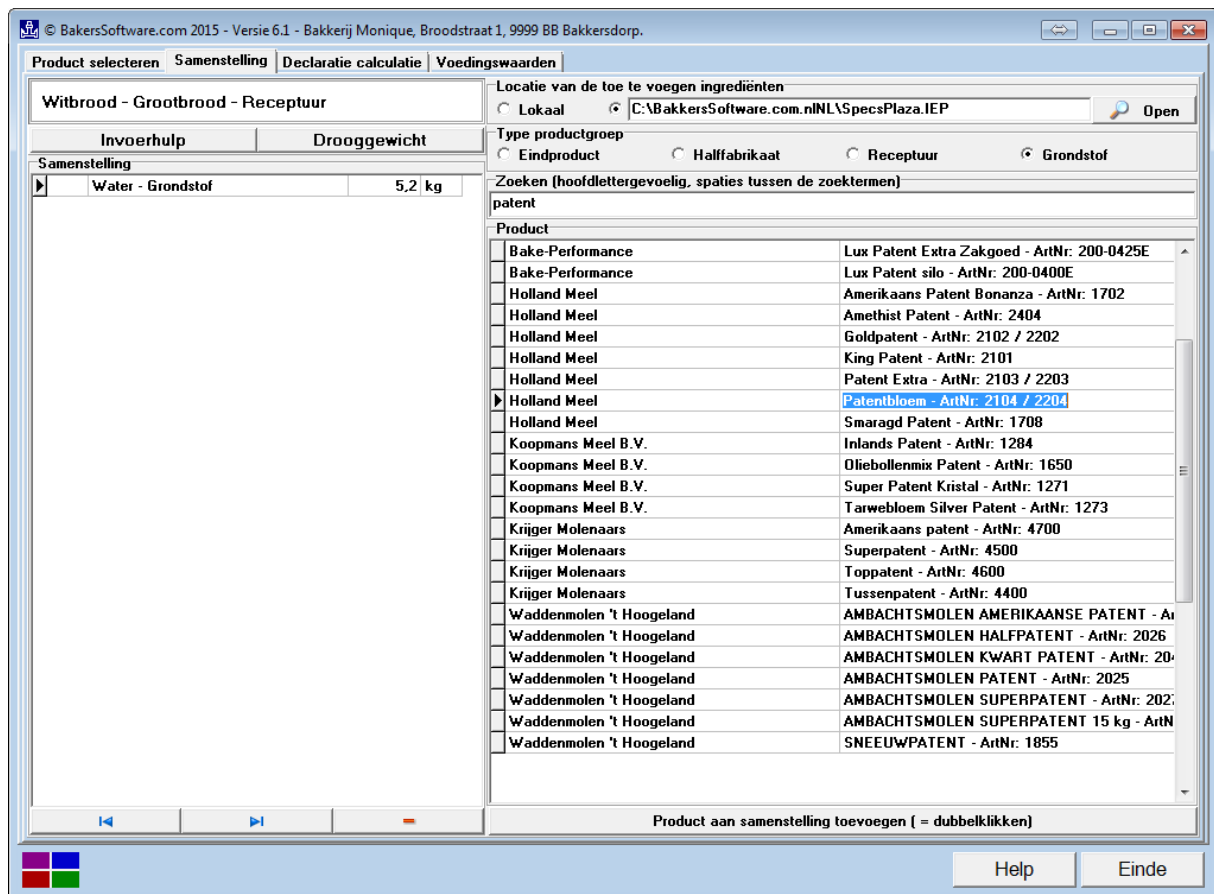 © BakersSoftware.com 2015 - Versie 6.1 - Bakkerij Monique, Broodstraat 1, 9999 BB Bakkersdorp.
Product selecteren Samenstelling Declaratie calculatie Voedingswaarden
Witbrood - Grootbrood - Receptuur
Invoerhulp Drooggewicht
Samenstelling
Water - Grondstof 5,2 kg
Locatie van de toe te voegen ingrediënten
Lokaal C:\BakkersSoftware.com.nlNL\SpecsPlaza.IEP Open
Type productgroep
Eindproduct Halffabrikaat Receptuur Grondstof
Zoeken (hoofdlettergevoelig, spaties tussen de zoektermen)
patent
Product
Bake-Performance Lux Patent Extra Zakgoed - ArtNr: 200-0425E
Bake-Performance Lux Patent silo - ArtNr: 200-0400E
Holland Meel Amerikaans Patent Bonanza - ArtNr: 1702
Holland Meel Amethist Patent - ArtNr: 2404
Holland Meel Goldpatent - ArtNr: 2102 / 2202
Holland Meel King Patent - ArtNr: 2101
Holland Meel Patent Extra - ArtNr: 2103 / 2203
Holland Meel Patentbloem - ArtNr: 2104 / 2204
Holland Meel Smaragd Patent - ArtNr: 1708
Koopmans Meel B.V. Inlands Patent - ArtNr: 1284
Koopmans Meel B.V. Oliebollenmix Patent - ArtNr: 1650
Koopmans Meel B.V. Super Patent Kristal - ArtNr: 1271
Koopmans Meel B.V. Tarwebloem Silver Patent - ArtNr: 1273
Krijger Molenaars Amerikaans patent - ArtNr: 4700
Krijger Molenaars Superpatent - ArtNr: 4500
Krijger Molenaars Toppatent - ArtNr: 4600
Krijger Molenaars Tussenpatent - ArtNr: 4400
Waddenmolen 't Hoogeland AMBACHTSMOLEN AMERIKAANSE PATENT -
Waddenmolen 't Hoogeland AMBACHTSMOLEN HALFPATENT - ArtNr: 2026
Waddenmolen 't Hoogeland AMBACHTSMOLEN KWART PATENT - ArtNr:
Waddenmolen 't Hoogeland AMBACHTSMOLEN PATENT - ArtNr: 2025
Waddenmolen 't Hoogeland AMBACHTSMOLEN SUPERPATENT - ArtNr:
Waddenmolen 't Hoogeland AMBACHTSMOLEN SUPERPATENT 15 kg -
Waddenmolen 't Hoogeland SNEEUWPATENT - ArtNr: 1855
Product aan samenstelling toevoegen ( = dubbelklikken)
Help Einde